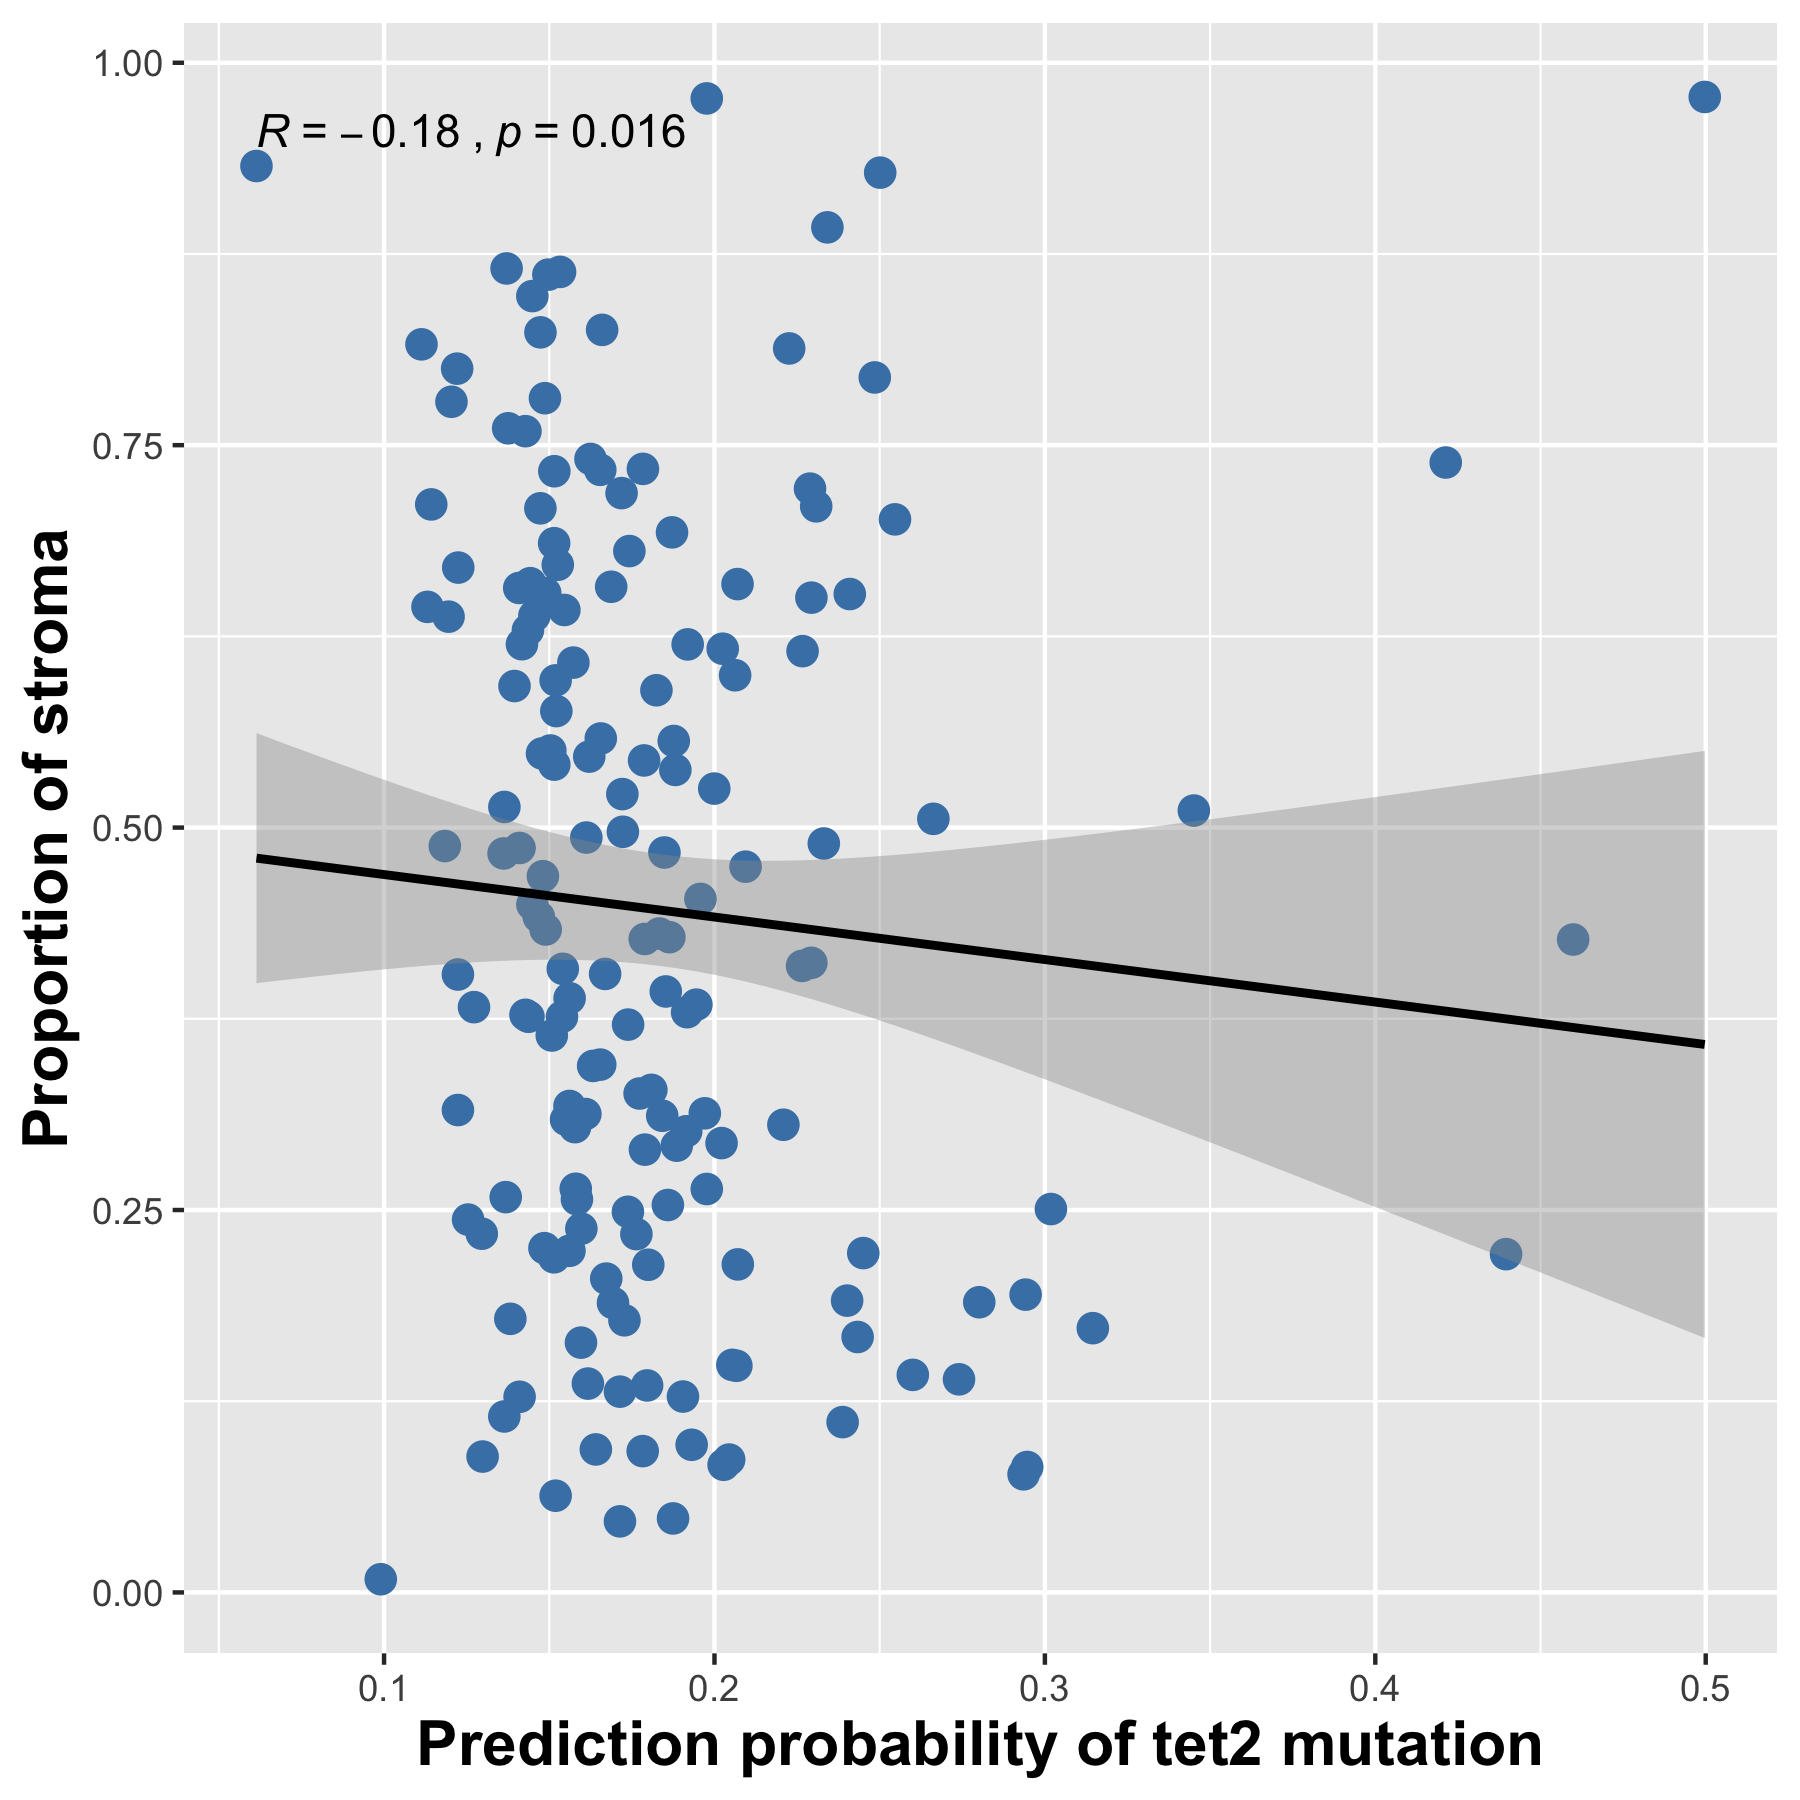 R = – 0.18 , p = 0.016
Proportion of stroma
1.00
0.75
0.50
0.25
0.00
0.1 0.2 0.3 0.4 0.5
Prediction probability of tet2 mutation